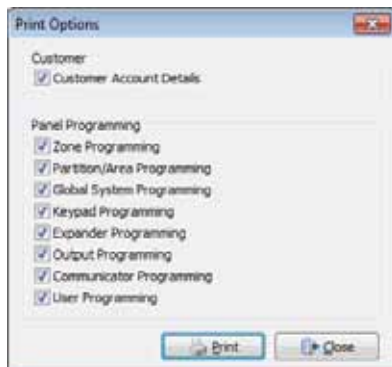 Print Options
Customer
Customer Account Details
Panel Programming
Zone Programming
Partition/Area Programming
Global System Programming
Keypad Programming
Expander Programming
Output Programming
Communicator Programming
User Programming
Print
Close